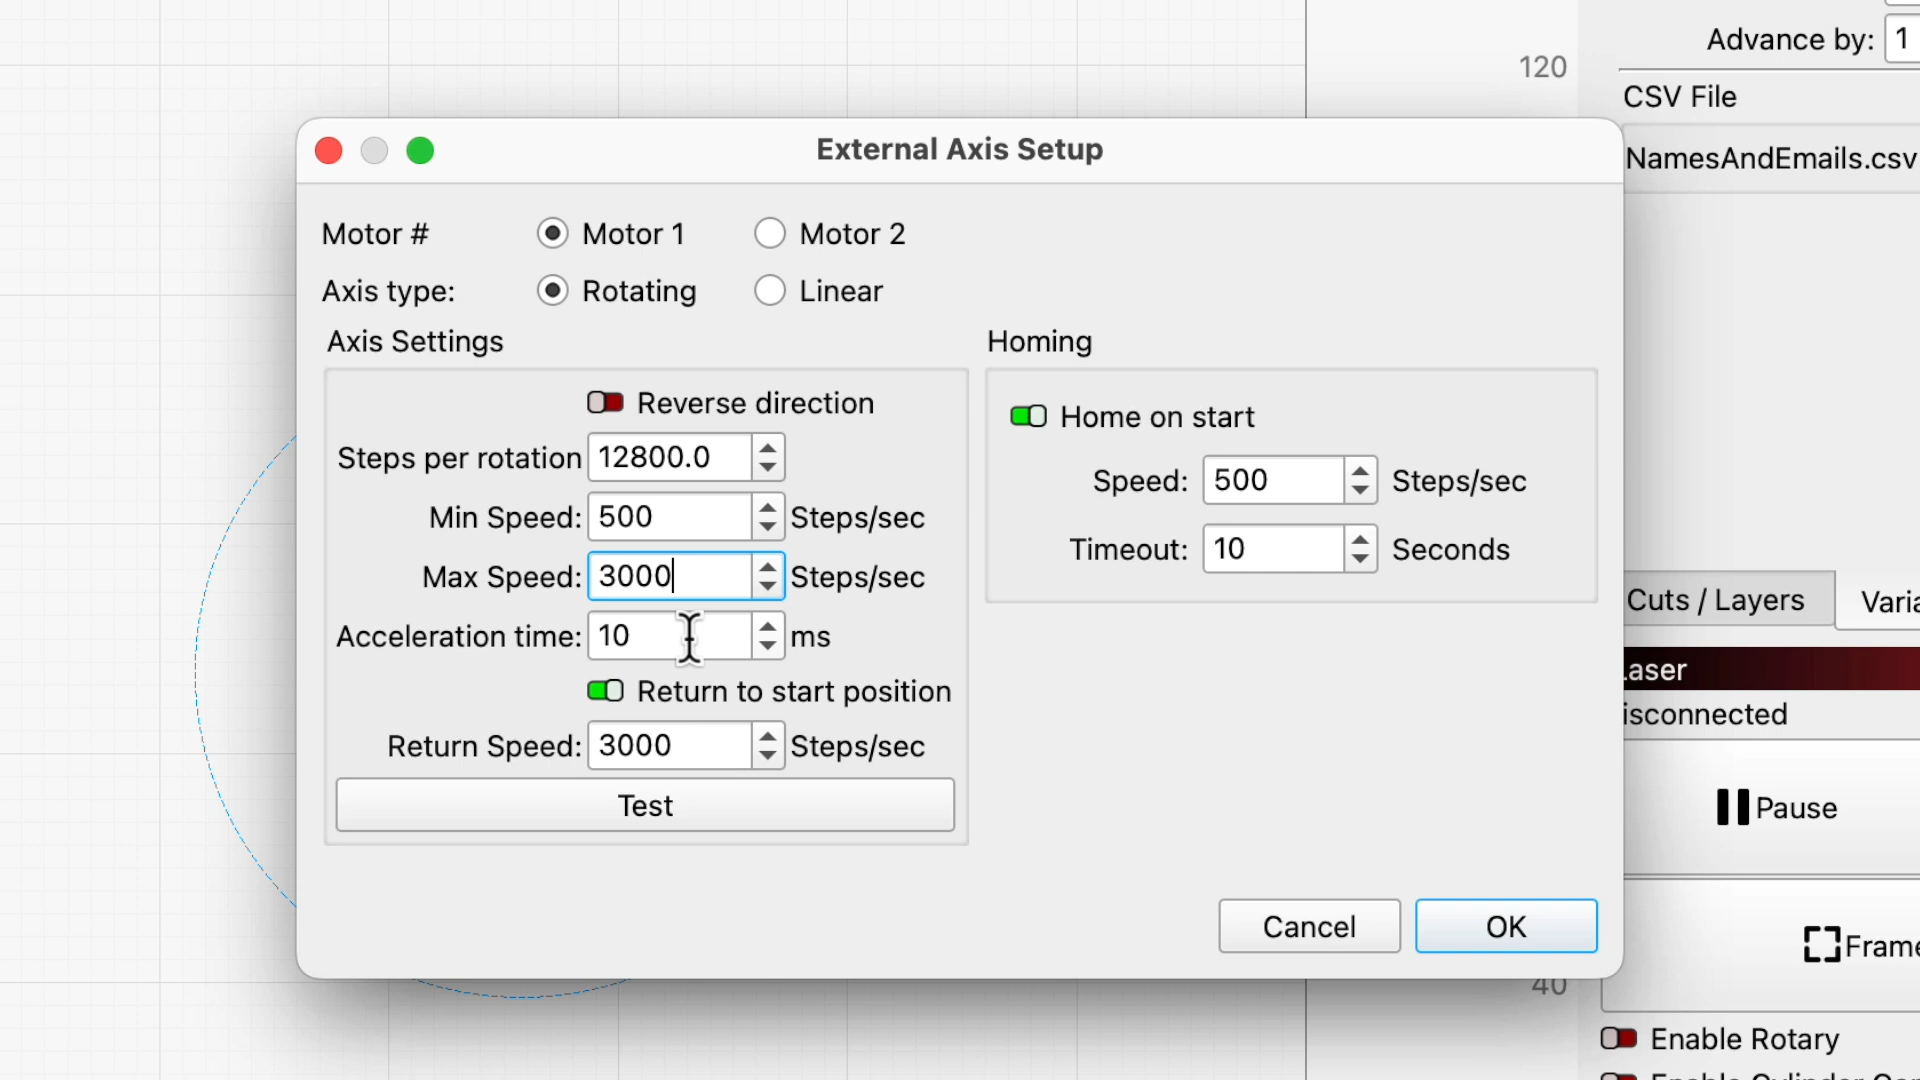 Advance by: 1
120
CSV File
External Axis Setup
NamesAndEmails.csv
Motor # Motor 1 Motor 2
Axis type: Rotating Linear
Axis Settings
Reverse direction
Steps per rotation 12800.0
Min Speed: 500 Steps/sec
Max Speed: 3000 Steps/sec
Acceleration time: 10 ms
Return to start position
Return Speed: 3000 Steps/sec
Test
Homing
Home on start
Speed: 500 Steps/sec
Timeout: 10 Seconds
Cancel OK
Cuts / Layers Varia
Laser
isconnected
Pause
Frame
40
Enable Rotary